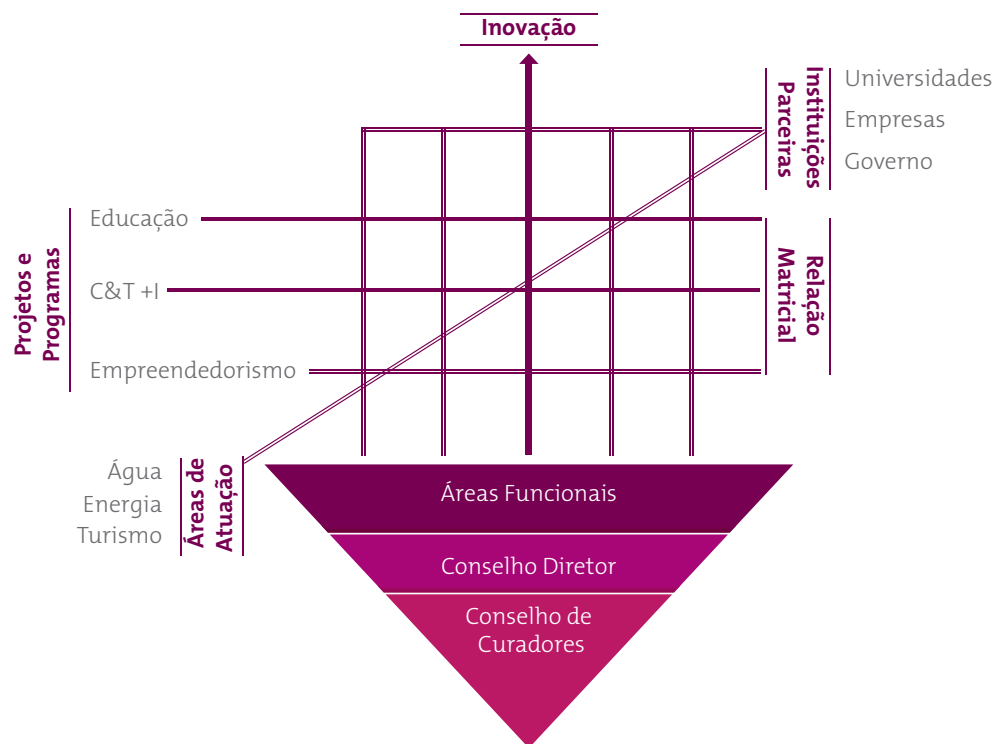 Inovação
Instituições
Parceiras
Universidades
Empresas
Governo
Projetos e
Programas
Educação
C&T +I
Empreendedorismo
Relação
Matricial
Água
Energia
Turismo
Áreas de
Atuação
Áreas Funcionais
Conselho Diretor
Conselho de
Curadores